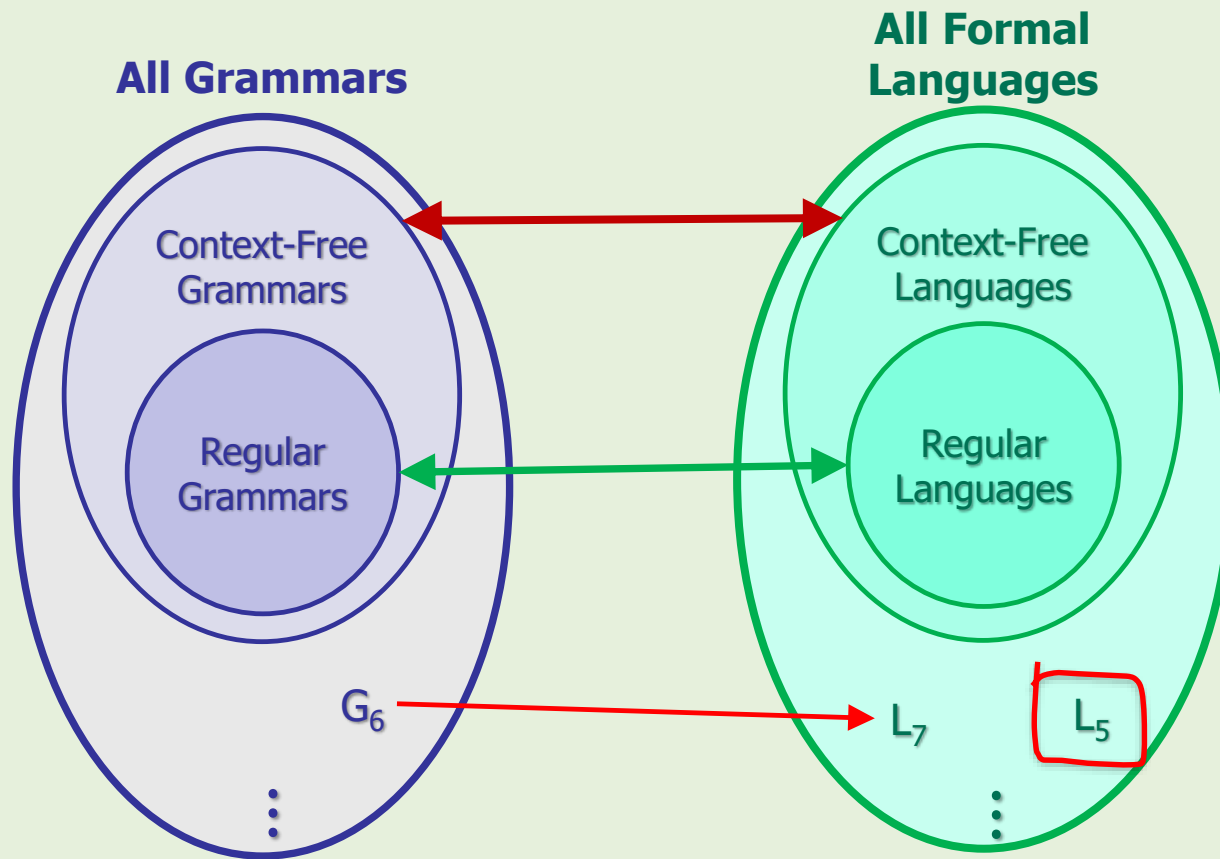 All Grammars
All Formal
Languages
Context-Free
Grammars
Context-Free
Languages
Regular
Grammars
Regular
Languages
G₆
L₇
L₅
⋮
⋮